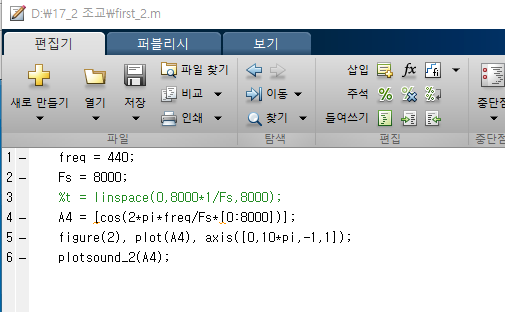 D:₩17_2 조교₩first_2.m
편집기 퍼블리시 보기
새로 만들기 열기 저장 파일 찾기 비교 인쇄 이동 찾기 삽입 fx fi 주석 % % % 들여쓰기 중단점
파일 탐색 편집 중단점
1 – freq = 440;
2 – Fs = 8000;
3 %t = linspace(0,8000*1/Fs,8000);
4 – A4 = [cos(2*pi*freq/Fs*[0:8000])];
5 – figure(2), plot(A4), axis([0,10*pi,-1,1]);
6 – plotsound_2(A4);